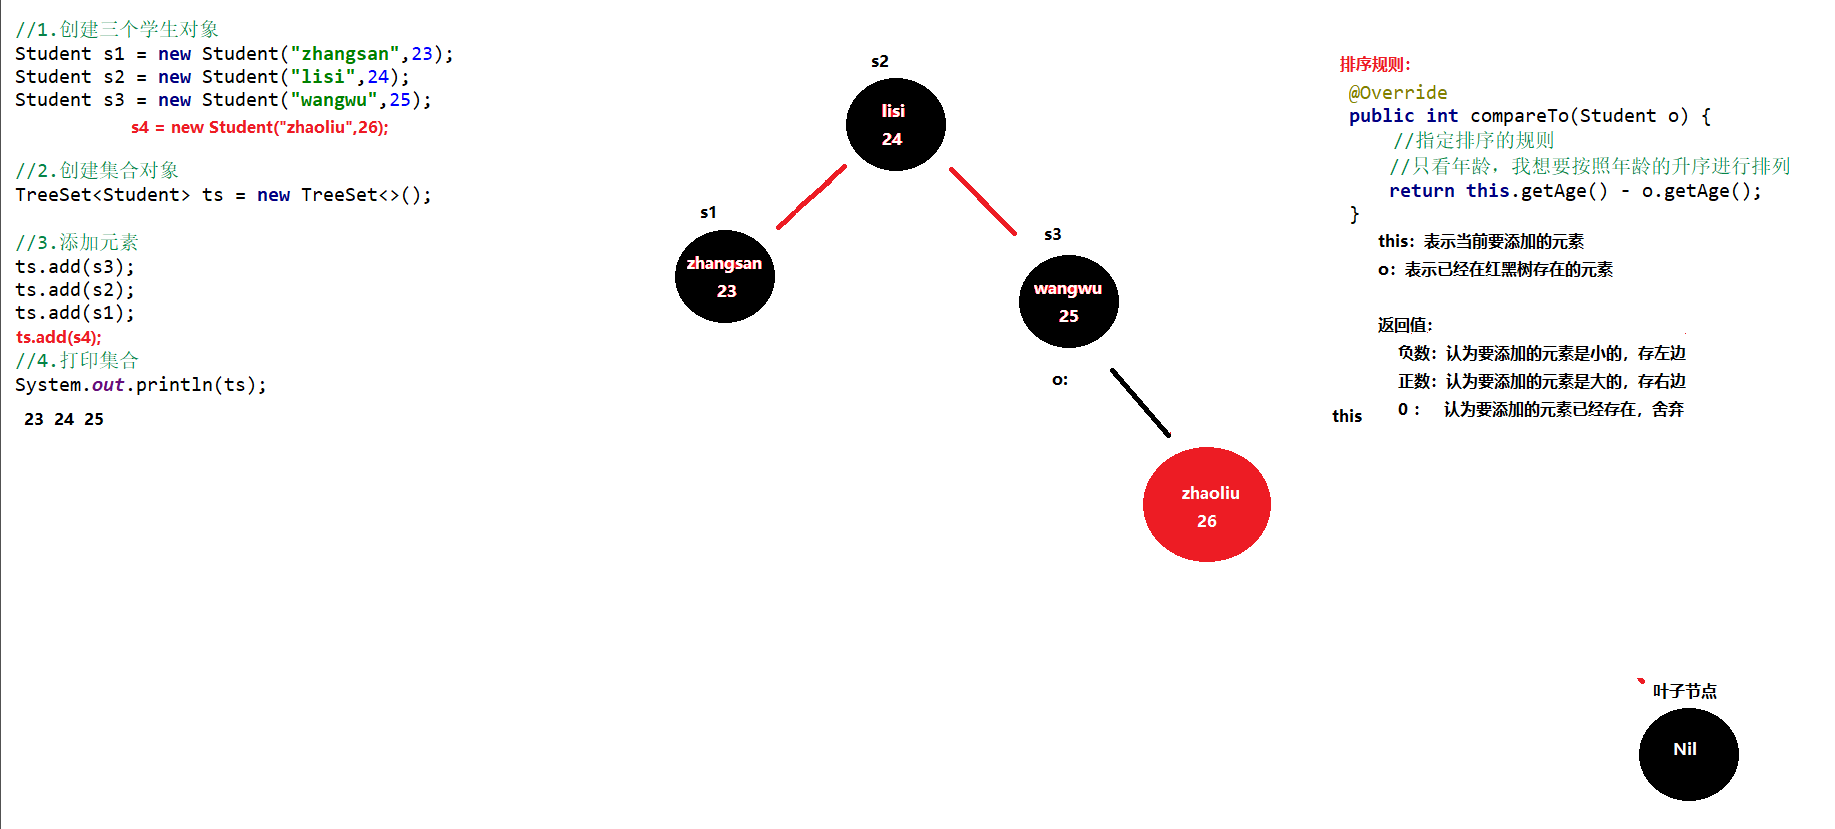 //1.创建三个学生对象
Student s1 = new Student("zhangsan",23);
Student s2 = new Student("lisi",24);
Student s3 = new Student("wangwu",25);
s4 = new Student("zhaoliu",26);
//2.创建集合对象
TreeSet<Student> ts = new TreeSet<>();
//3.添加元素
ts.add(s3);
ts.add(s2);
ts.add(s1);
ts.add(s4);
//4.打印集合
System.out.println(ts);
23 24 25
s2
lisi
24
s1
zhangsan
23
s3
wangwu
25
o:
zhaoliu
26
排序规则：
@Override
public int compareTo(Student o) {
//指定排序的规则
//只看年龄，我想要按照年龄的升序进行排列
return this.getAge() - o.getAge();
}
this：表示当前要添加的元素
o：表示已经在红黑树存在的元素
返回值：
负数：认为要添加的元素是小的，存左边
正数：认为要添加的元素是大的，存右边
0 ： 认为要添加的元素已经存在，舍弃
this
叶子节点
Nil